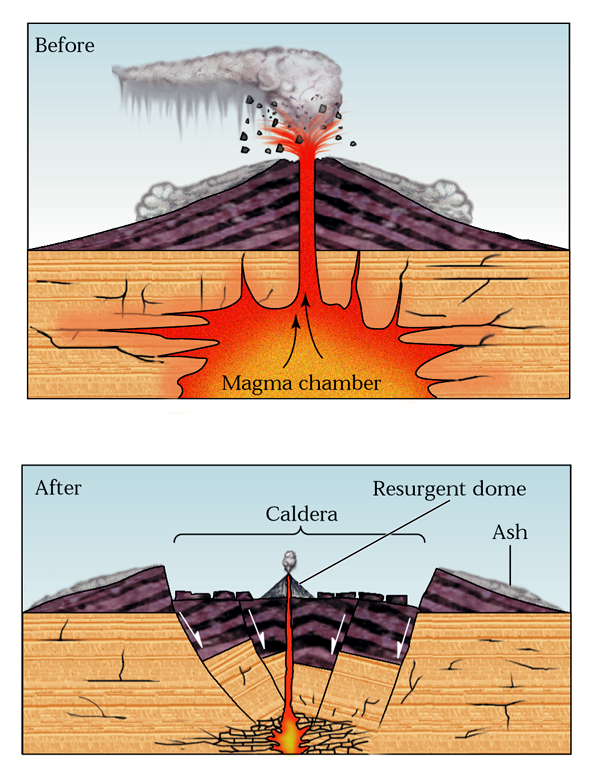 Before
Magma chamber
After
Resurgent dome
Caldera
Ash